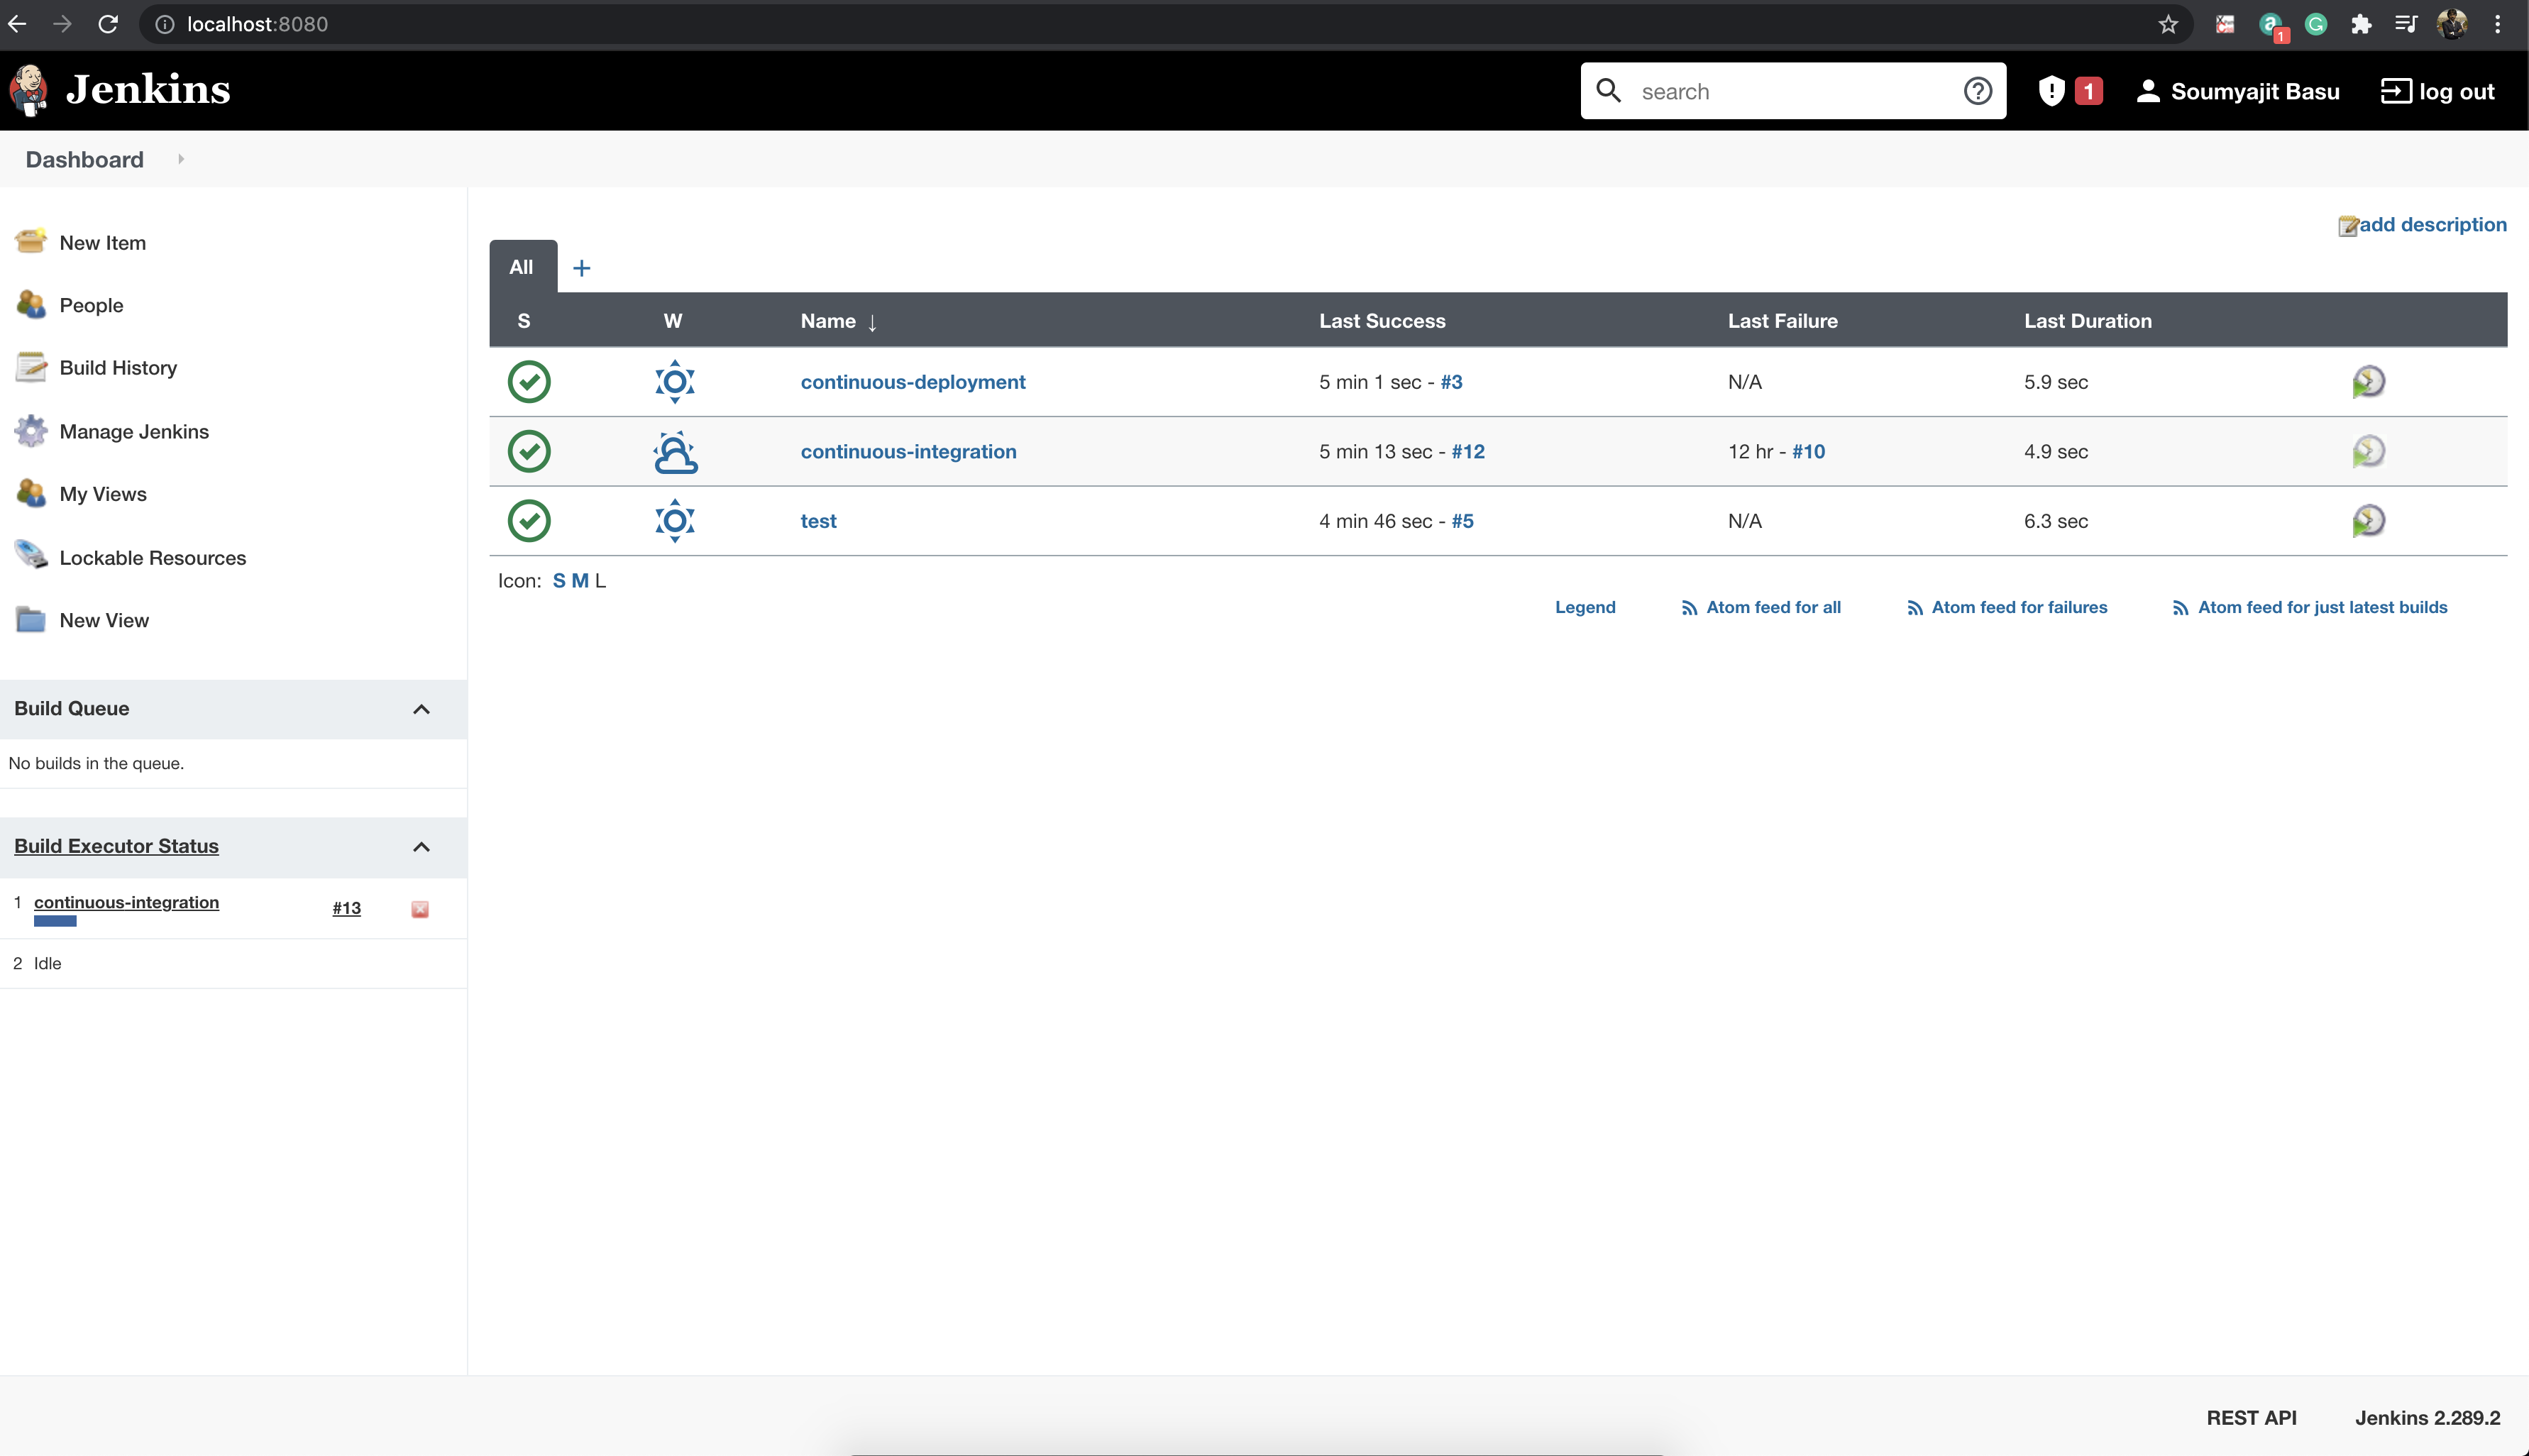 localhost:8080
a 1 G
Jenkins
search
?
! 1
Soumyajit Basu
log out
Dashboard
New Item
People
Build History
Manage Jenkins
My Views
Lockable Resources
New View
Build Queue
No builds in the queue.
Build Executor Status
1 continuous-integration #13
2 Idle
add description
All +
S W Name ↓ Last Success Last Failure Last Duration
continuous-deployment 5 min 1 sec - #3 N/A 5.9 sec
continuous-integration 5 min 13 sec - #12 12 hr - #10 4.9 sec
test 4 min 46 sec - #5 N/A 6.3 sec
Icon: S M L
Legend Atom feed for all Atom feed for failures Atom feed for just latest builds
REST API Jenkins 2.289.2